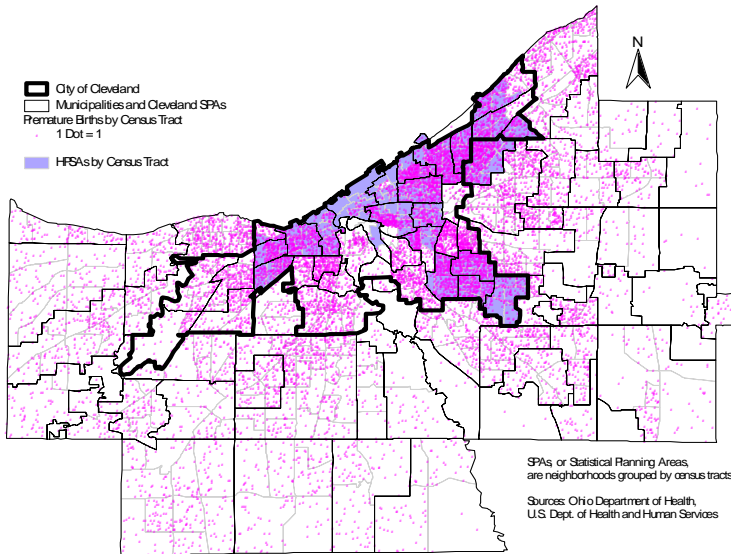 N
City of Cleveland
Municipalities and Cleveland SPAs
Premature Births by Census Tract
1 Dot = 1
HPSAs by Census Tract
SPAs, or Statistical Planning Areas,
are neighborhoods grouped by census tracts
Sources: Ohio Department of Health,
U.S. Dept. of Health and Human Services